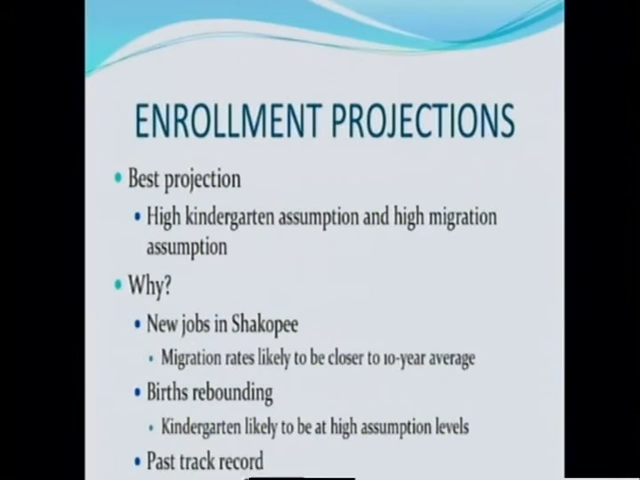 ENROLLMENT PROJECTIONS
• Best projection
• High kindergarten assumption and high migration
assumption
• Why?
• New jobs in Shakopee
• Migration rates likely to be closer to 10-year average
• Births rebounding
• Kindergarten likely to be at high assumption levels
• Past track record